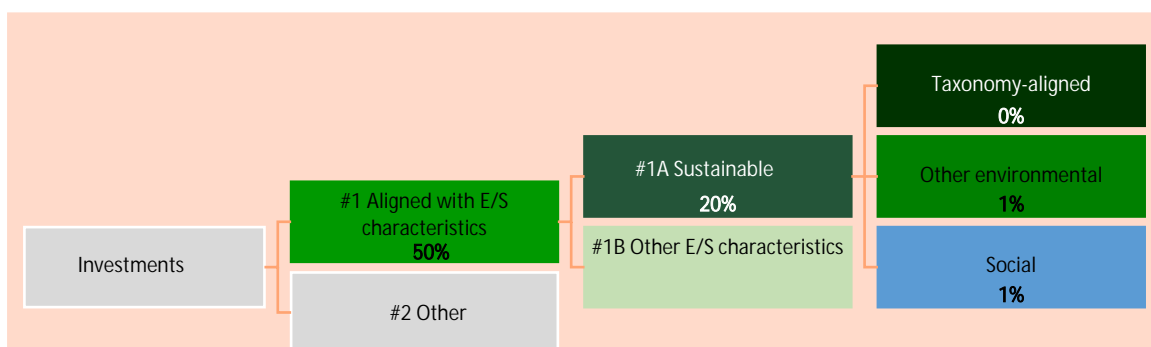 Investments
#1 Aligned with E/S
characteristics
50%
#2 Other
#1A Sustainable
20%
#1B Other E/S characteristics
Taxonomy-aligned
0%
Other environmental
1%
Social
1%